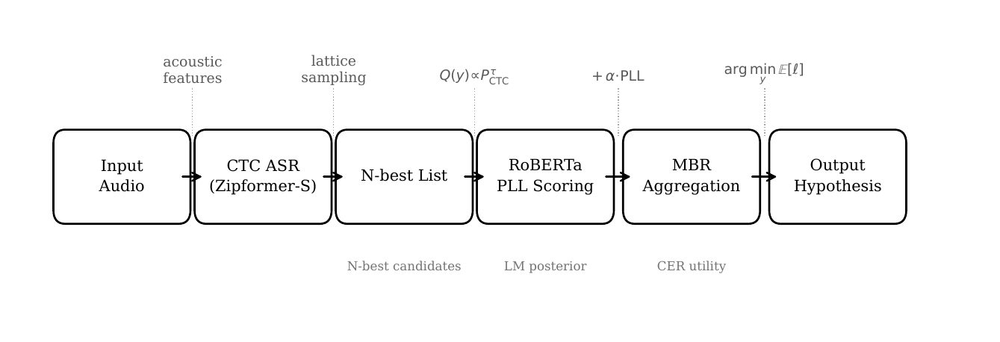 acoustic
features
lattice
sampling
Q(y)∝P_CTC^τ
+ α·PLL
arg min_y 𝔼[ℓ]
Input
Audio
CTC ASR
(Zipformer-S)
N-best List
RoBERTa
PLL Scoring
MBR
Aggregation
Output
Hypothesis
N-best candidates
LM posterior
CER utility